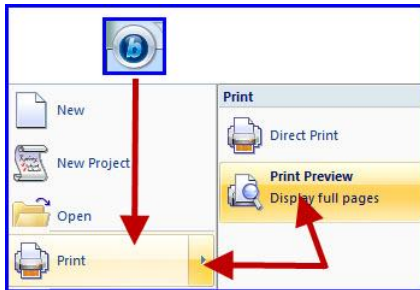 b
New
New Project
Open
Print
Print
Direct Print
Print Preview
Display full pages